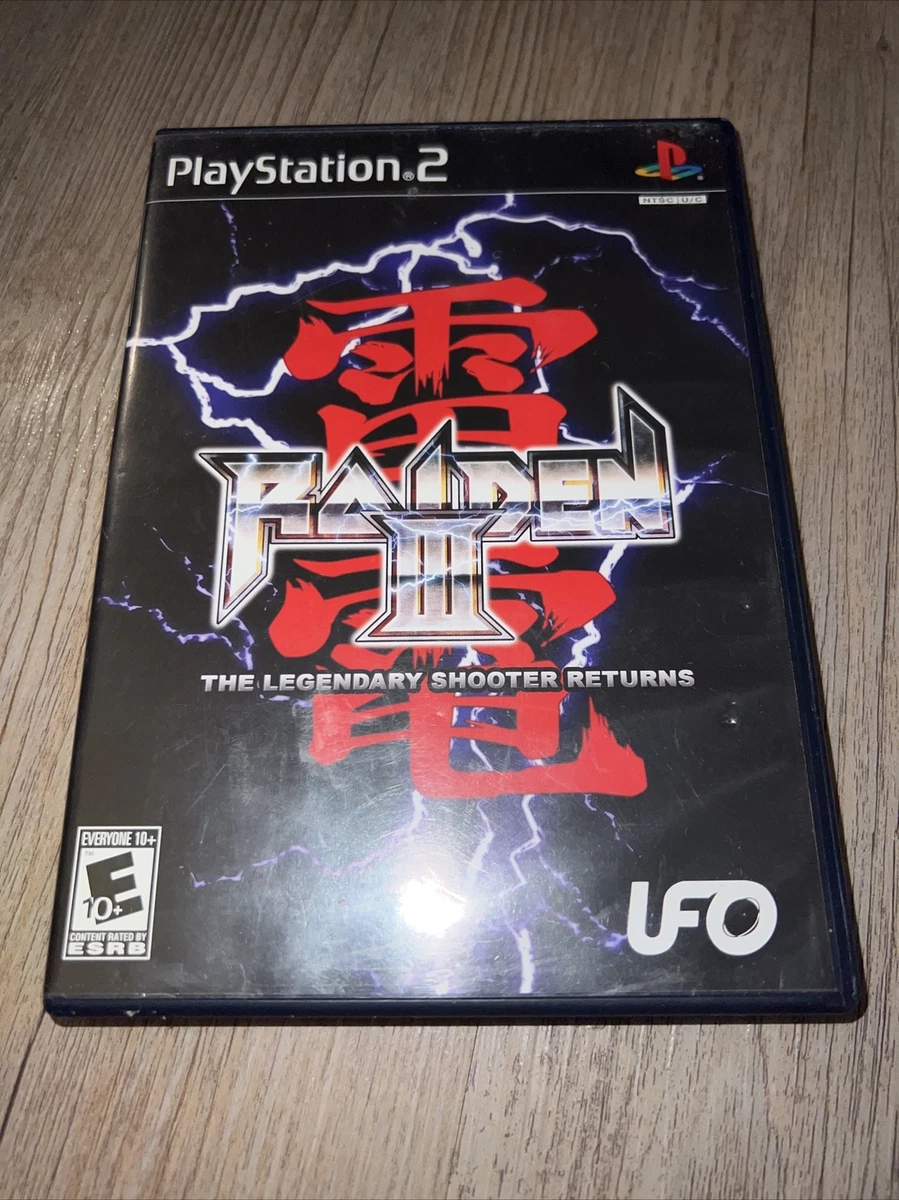 PlayStation®2
NTSC U/C
雷電
RAIDEN
III
THE LEGENDARY SHOOTER RETURNS
EVERYONE 10+
™
E
10+
CONTENT RATED BY
ESRB
UFO